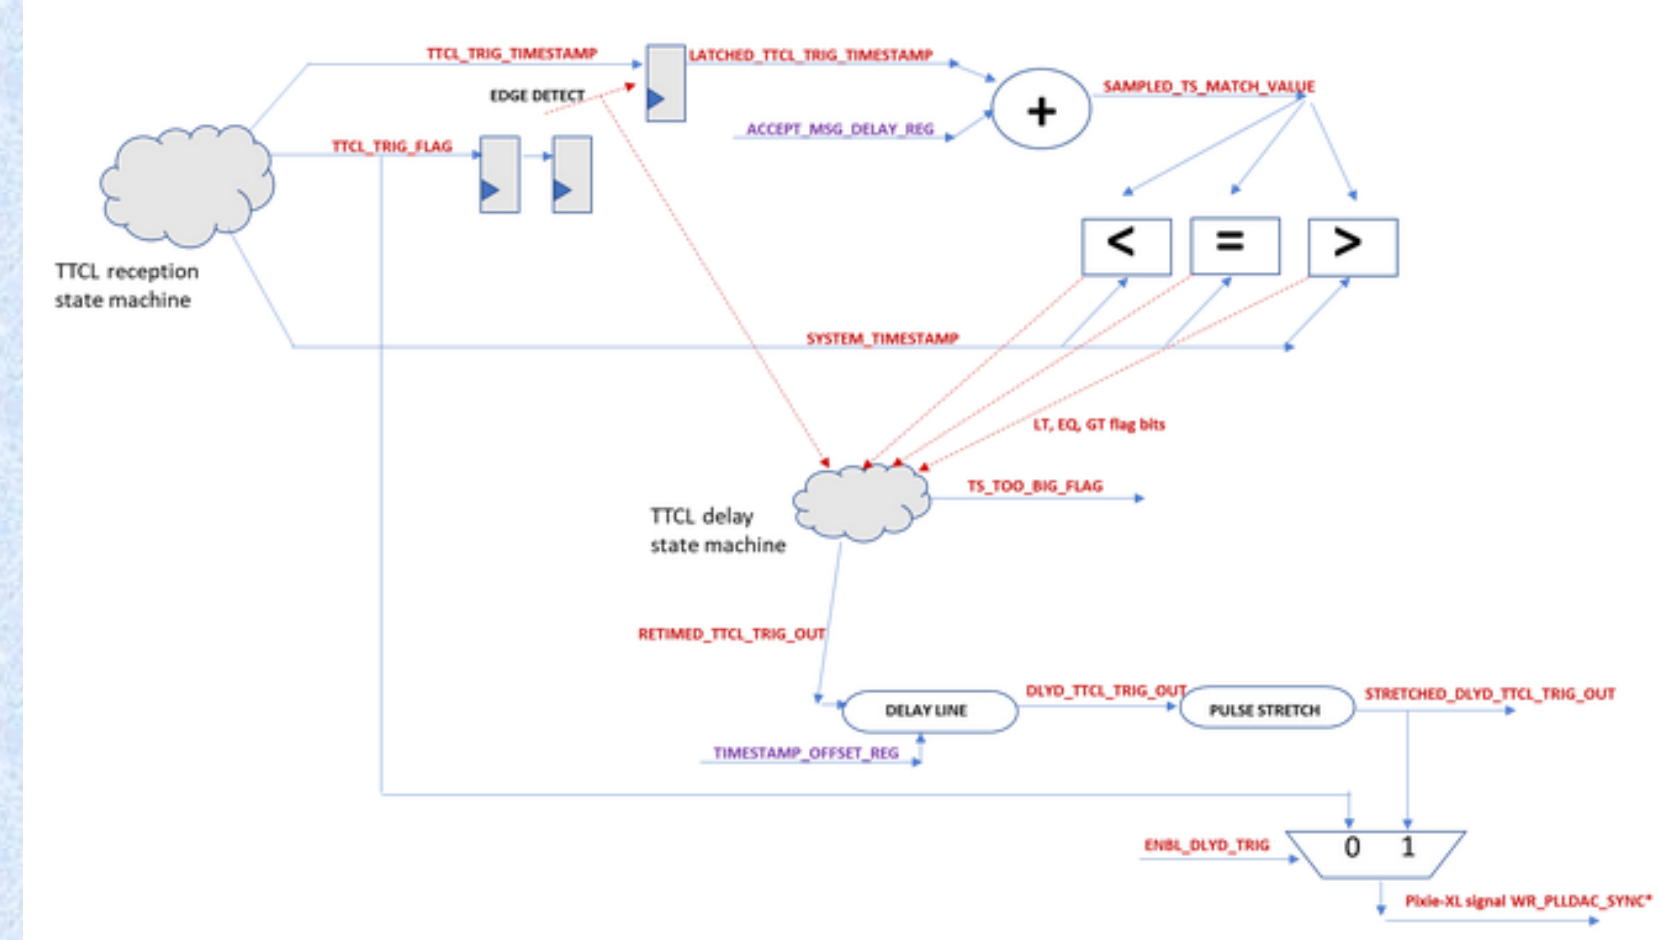 TTCL_TRIG_TIMESTAMP
LATCHED_TTCL_TRIG_TIMESTAMP
EDGE DETECT
SAMPLED_TS_MATCH_VALUE
+
ACCEPT_MSG_DELAY_REG
TTCL_TRIG_FLAG
< = >
TTCL reception
state machine
SYSTEM_TIMESTAMP
LT, EQ, GT flag bits
TS_TOO_BIG_FLAG
TTCL delay
state machine
RETIMED_TTCL_TRIG_OUT
DELAY LINE
DLYD_TTCL_TRIG_OUT
PULSE STRETCH
STRETCHED_DLYD_TTCL_TRIG_OUT
TIMESTAMP_OFFSET_REG
ENBL_DLYD_TRIG
0 1
Pixie-XL signal WR_PLLDAC_SYNC*